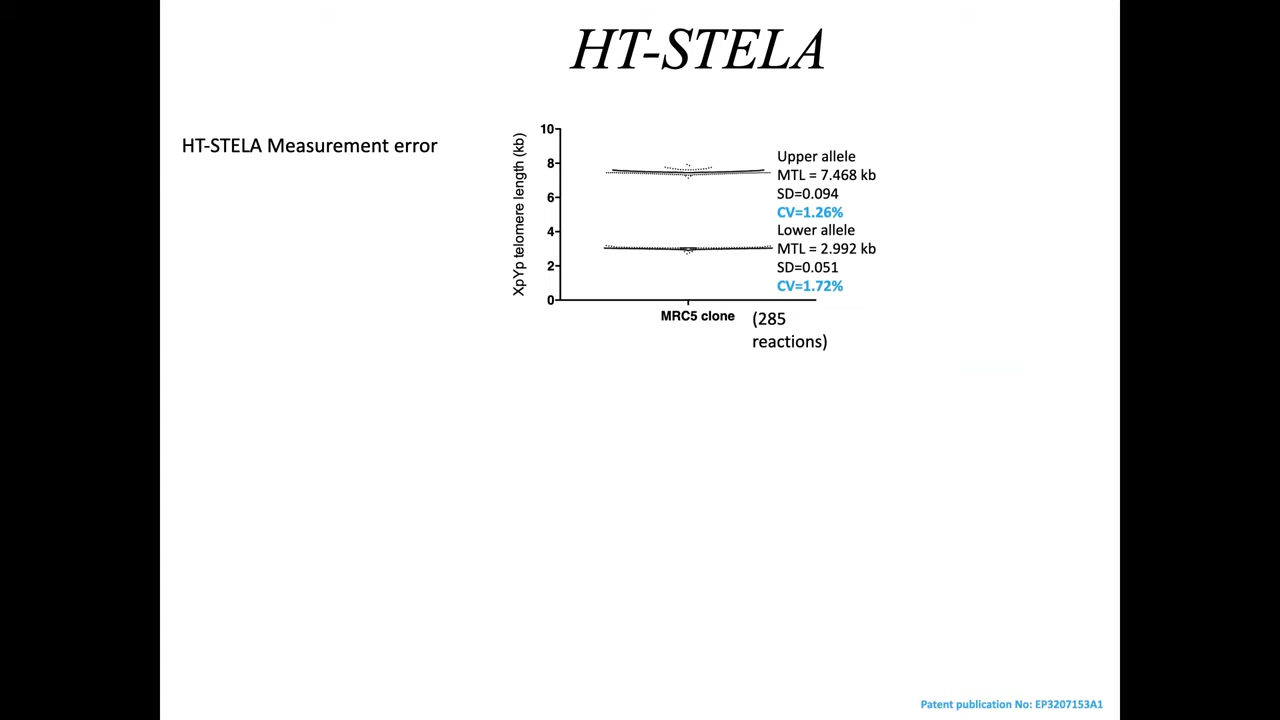 HT-STELA
HT-STELA Measurement error
XpYp telomere length (kb)
10
8
6
4
2
0
Upper allele
MTL = 7.468 kb
SD=0.094
CV=1.26%
Lower allele
MTL = 2.992 kb
SD=0.051
CV=1.72%
MRC5 clone
(285
reactions)
Patent publication No: EP3207153A1